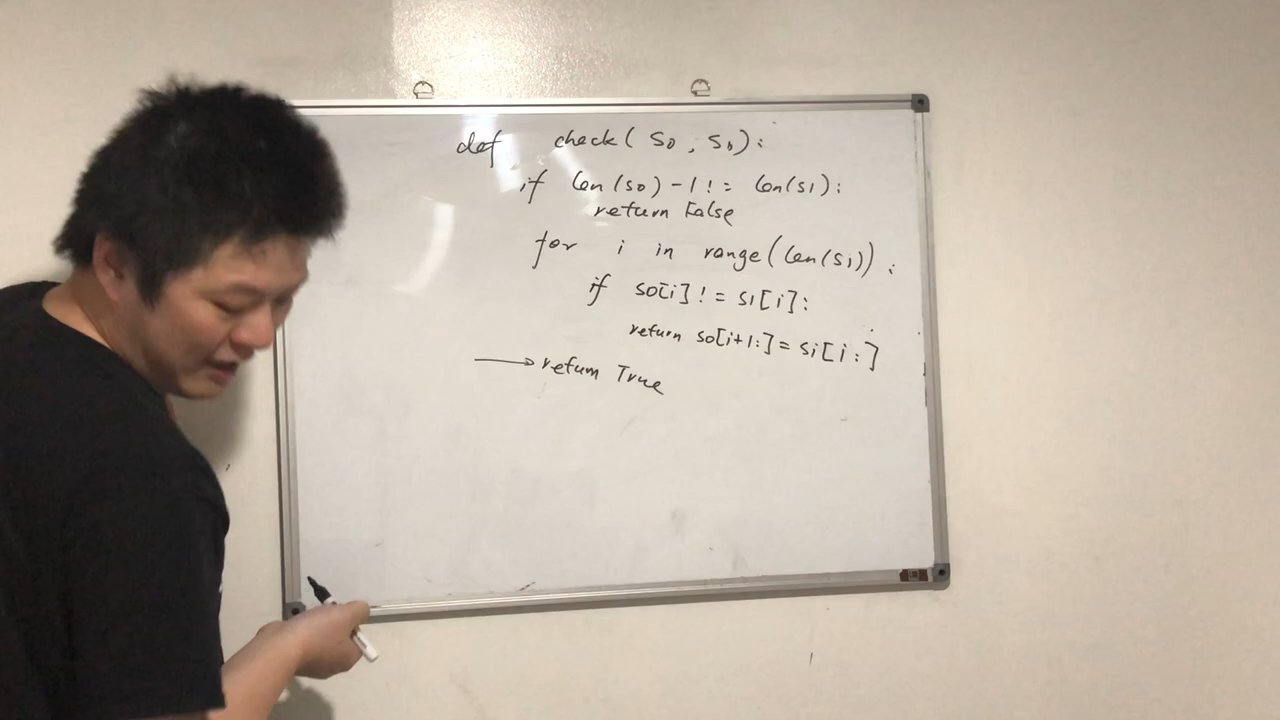 def check( s0 , s1 ):
if len (s0) -1 != len(s1):
return False
for i in range(len(s1)):
if s0[i] != s1[i]:
return s0[i+1:] = s1[i:]
→ return True